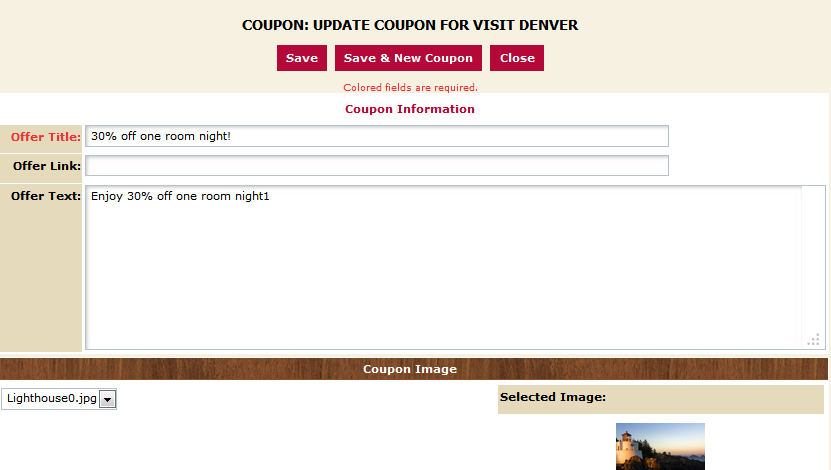 COUPON: UPDATE COUPON FOR VISIT DENVER
Save Save & New Coupon Close
Colored fields are required.
Coupon Information
Offer Title: 30% off one room night!
Offer Link:
Offer Text: Enjoy 30% off one room night1
Coupon Image
Lighthouse0.jpg Selected Image: